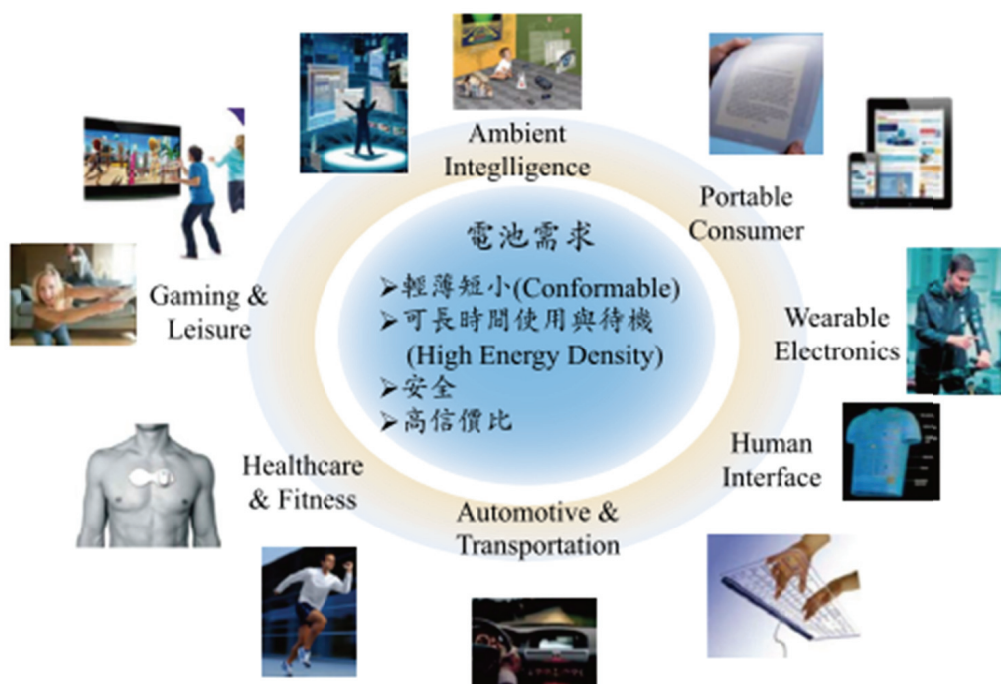 Ambient
Integlligence
Portable
Consumer
Wearable
Electronics
Human
Interface
Automotive &
Transportation
Healthcare
& Fitness
Gaming &
Leisure
電池需求
➢輕薄短小(Conformable)
➢可長時間使用與待機
(High Energy Density)
➢安全
➢高信價比